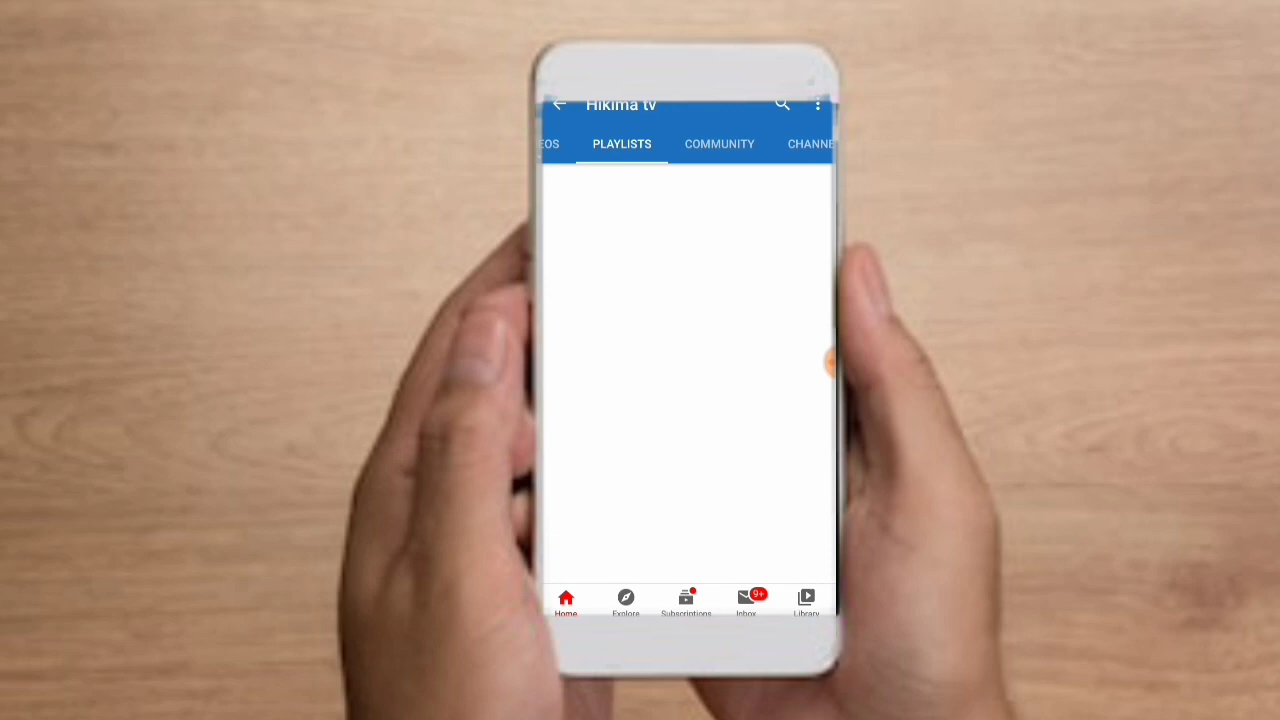 Hikima tv
EOS PLAYLISTS COMMUNITY CHANNE
9+
Home Explore Subscriptions Inbox Library